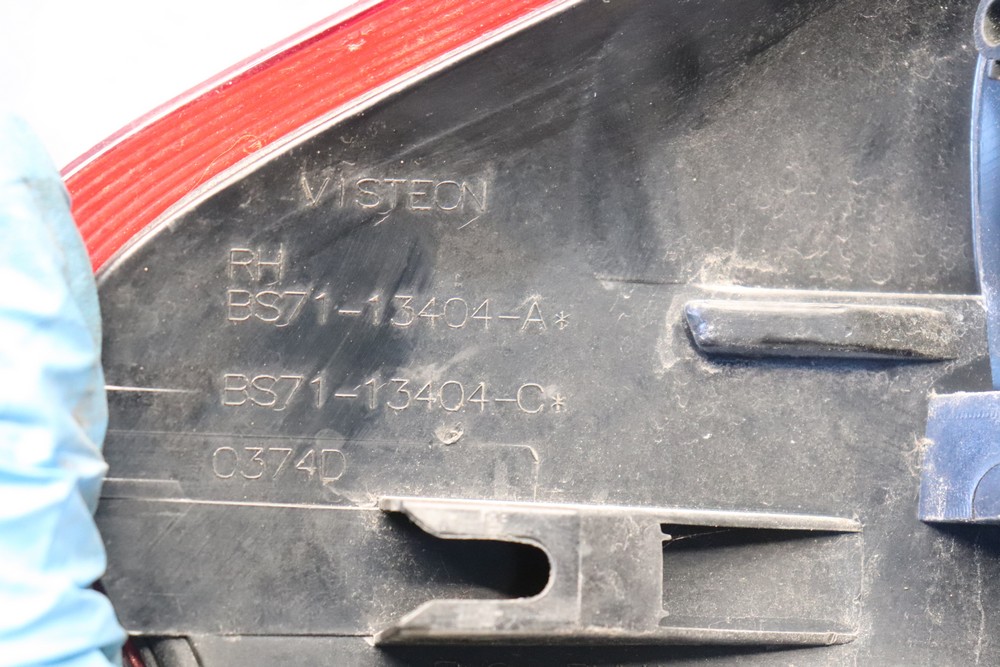 VISTEON
RH
BS71-13404-A*
BS71-13404-C*
0374D